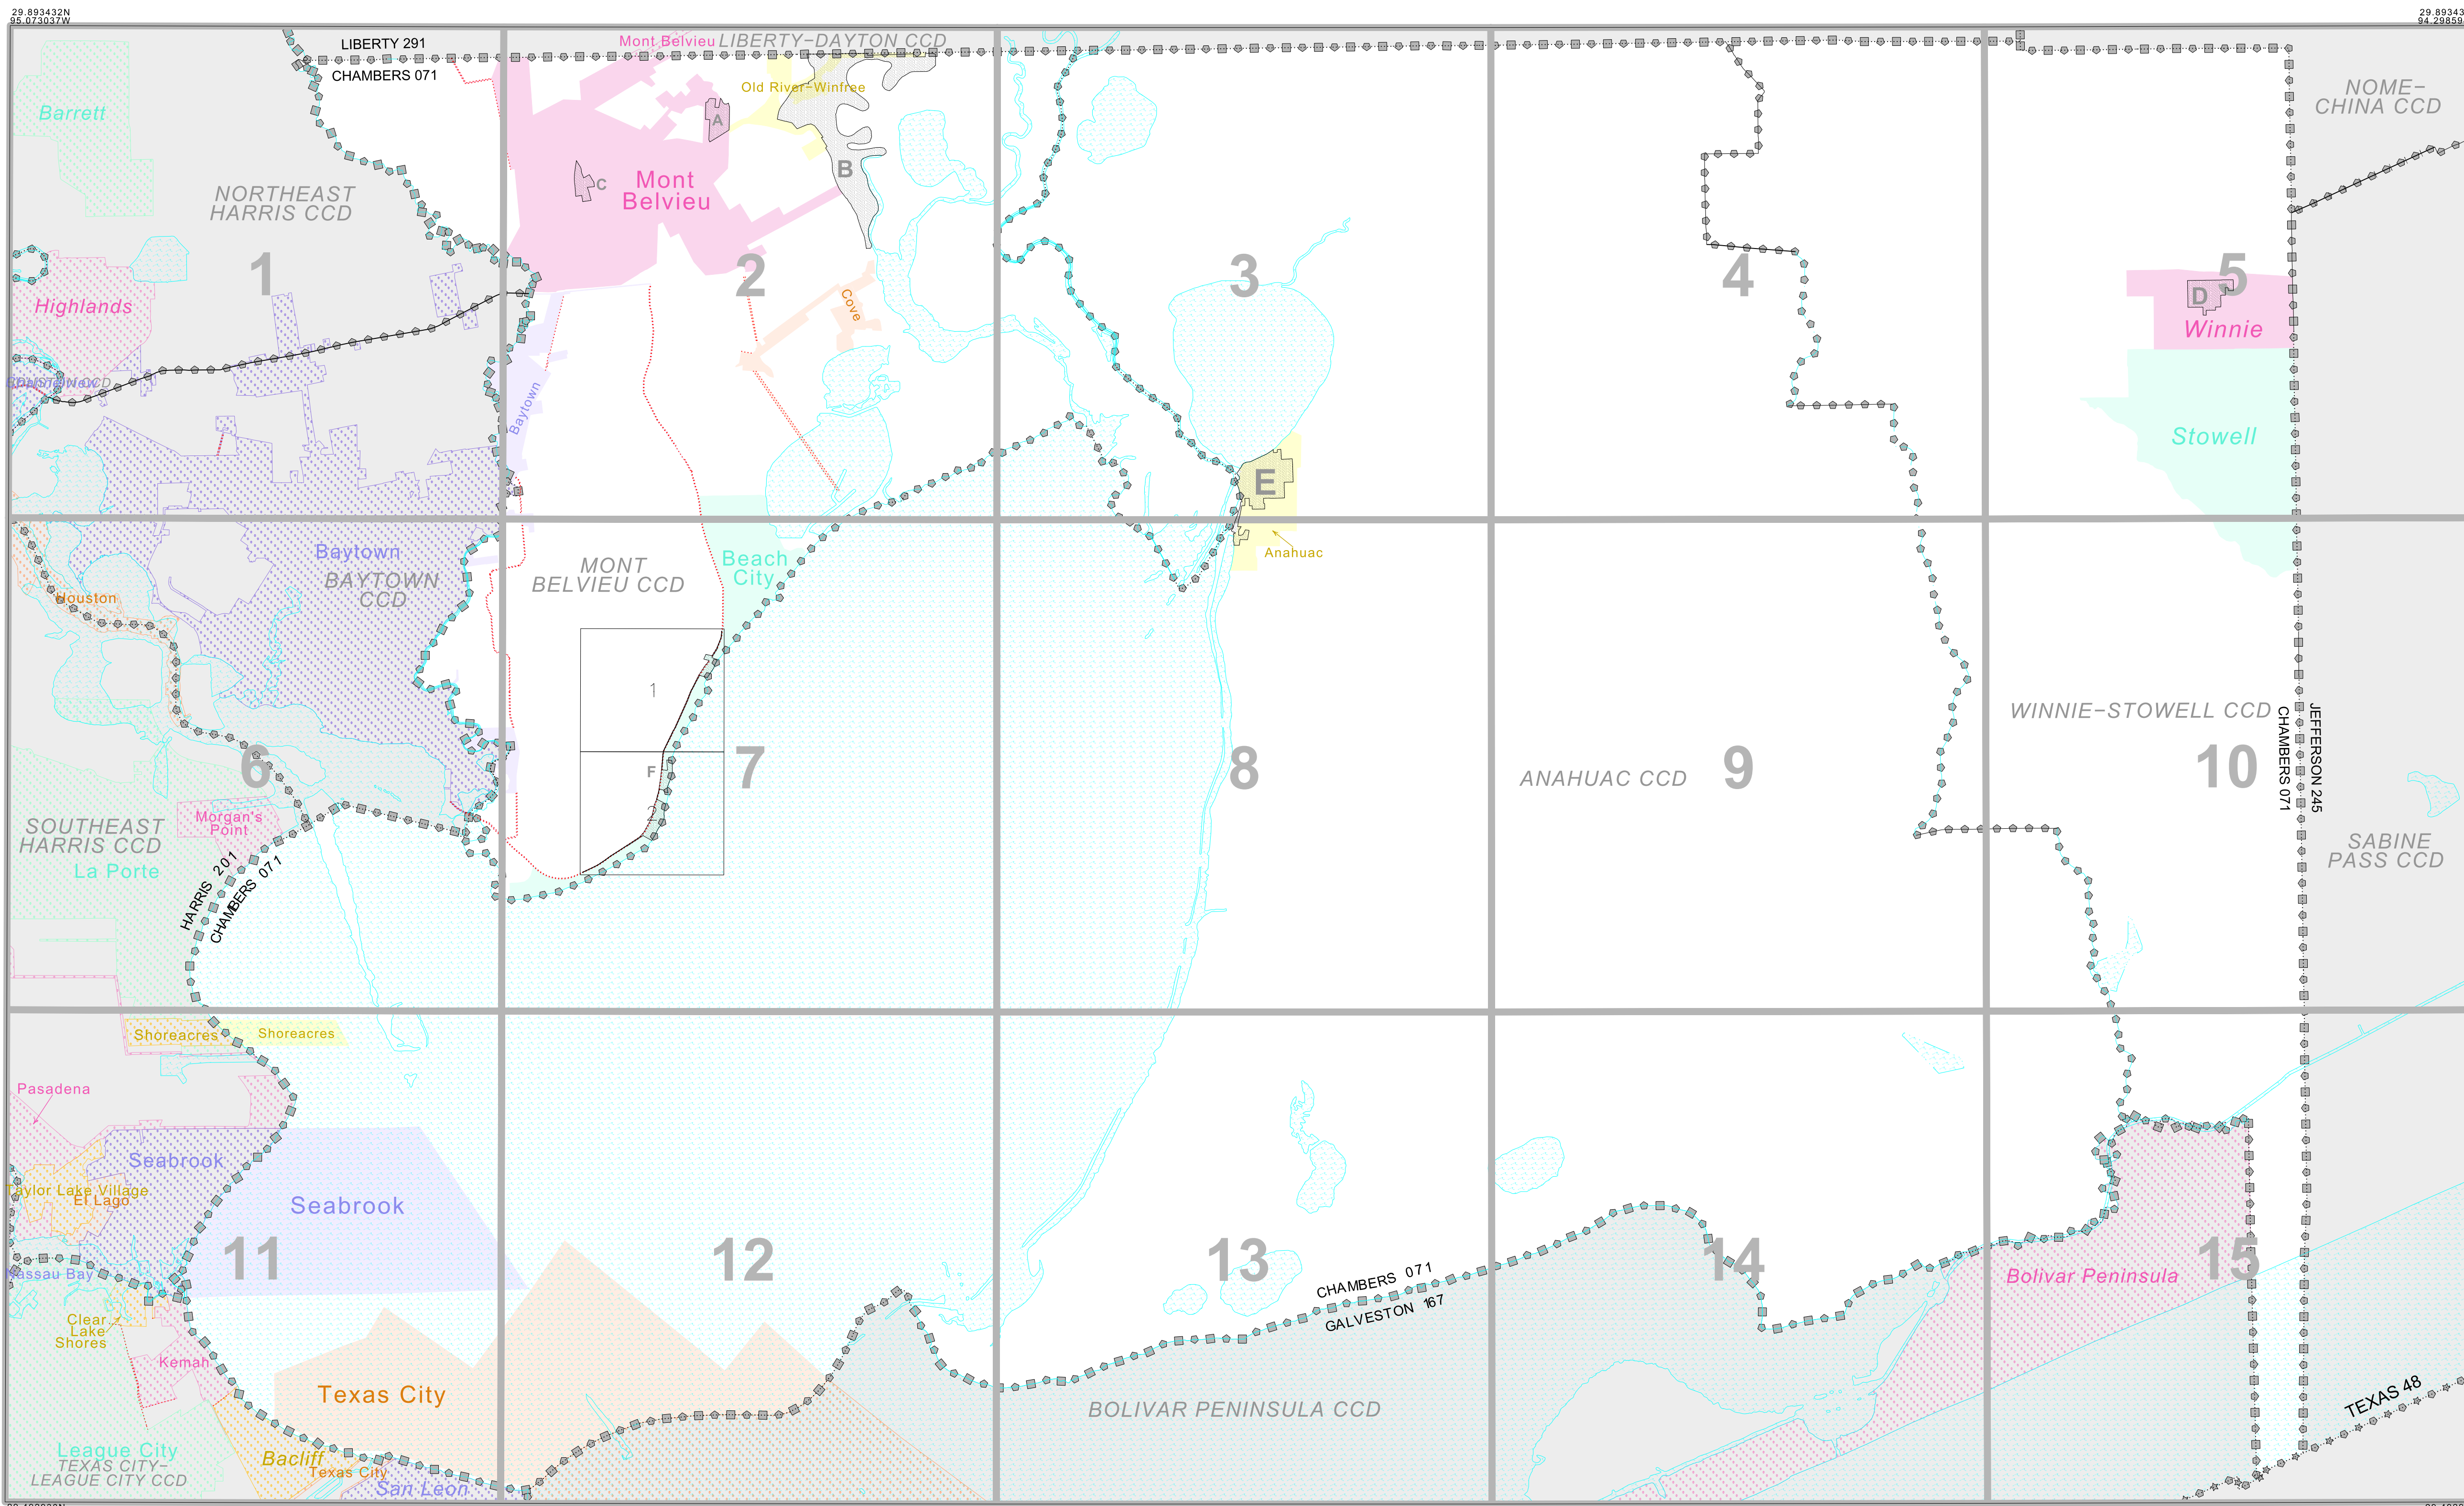 29.893432N
95.073037W
29.89343
94.29859
LIBERTY 291
CHAMBERS 071
Mont Belvieu
LIBERTY-DAYTON CCD
Old River-Winfree
Barrett
NORTHEAST
HARRIS CCD
A
B
C
Mont
Belvieu
NOME-
CHINA CCD
Highlands
1
2
3
4
5
Cove
D
Winnie
Stowell
Baytown
E
Anahuac
Baytown
BAYTOWN
CCD
Houston
MONT
BELVIEU CCD
Beach
City
1
F
2
6
7
8
9
10
ANAHUAC CCD
WINNIE-STOWELL CCD
CHAMBERS 071
JEFFERSON 245
Morgan's
Point
SOUTHEAST
HARRIS CCD
La Porte
HARRIS 201
CHAMBERS 071
SABINE
PASS CCD
Shoreacres
Shoreacres
Pasadena
Seabrook
Seabrook
Taylor Lake Village
El Lago
Nassau Bay
11
12
13
14
15
Clear
Lake
Shores
Kemah
CHAMBERS 071
GALVESTON 167
Bolivar Peninsula
Texas City
BOLIVAR PENINSULA CCD
TEXAS 48
League City
TEXAS CITY-
LEAGUE CITY CCD
Bacliff
Texas City
San Leon